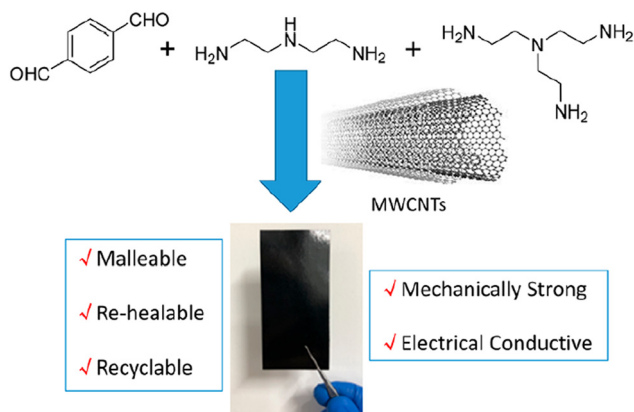 CHO
OHC
+
H₂N
H
N
NH₂
+
H₂N
N
NH₂
NH₂
MWCNTs
√ Malleable
√ Re-healable
√ Recyclable
√ Mechanically Strong
√ Electrical Conductive